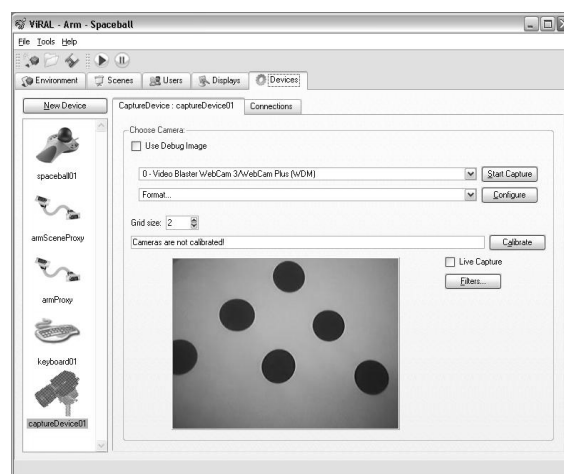 ViRAL - Arm - Spaceball
File Tools Help
Environment Scenes Users Displays Devices
New Device
CaptureDevice : captureDevice01 Connections
Choose Camera:
Use Debug Image
spaceball01
0 - Video Blaster WebCam 3/WebCam Plus (WDM) Start Capture
Format... Configure
Grid size: 2
armSceneProxy
Cameras are not calibrated! Calibrate
Live Capture
Filters...
armProxy
keyboard01
captureDevice01